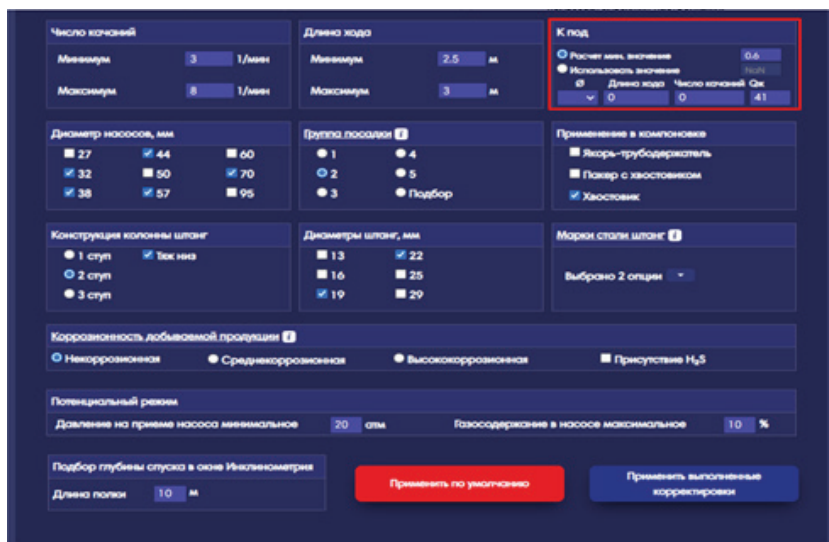 Число качаний
Минимум 3 1/мин
Максимум 8 1/мин
Длина хода
Минимум 2.5 м
Максимум 3 м
К под
Расчет мин. значения 0.6
Использовать значение NaN
Ø Длина хода Число качаний Qж
0 0 41
Диаметр насосов, мм
27 44 60
32 50 70
38 57 95
Группа посадки i
1 4
2 5
3 Подбор
Применение в компоновке
Якорь-трубодержатель
Пакер с хвостовиком
Хвостовик
Конструкция колонны штанг
1 ступ Тяж низ
2 ступ
3 ступ
Диаметры штанг, мм
13 22
16 25
19 29
Марки стали штанг i
Выбрано 2 опции
Коррозионность добываемой продукции i
Некоррозионная Среднекоррозионная Высококоррозионная Присутствие H₂S
Потенциальный режим
Давление на приеме насоса минимальное 20 атм Газосодержание в насосе максимальное 10 %
Подбор глубины спуска в окне Инклинометрия
Длина полки 10 м
Применить по умолчанию
Применить выполненные
корректировки